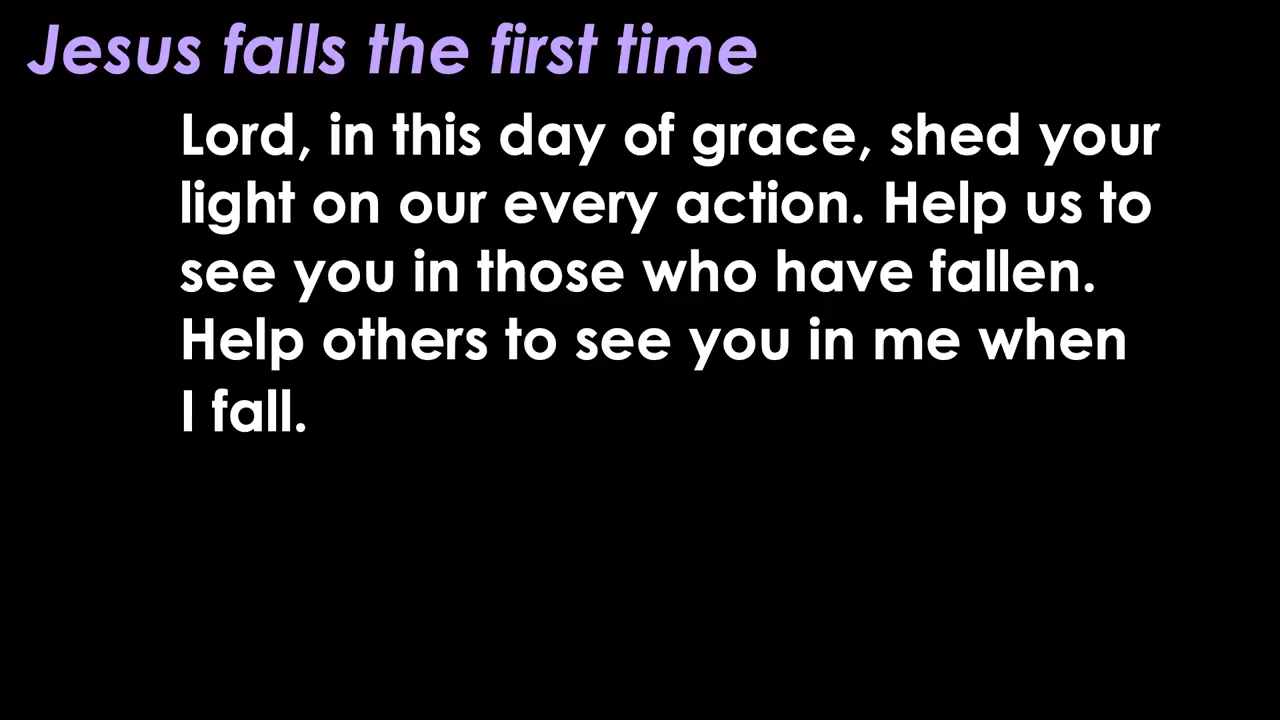 Jesus falls the first time
Lord, in this day of grace, shed your
light on our every action. Help us to
see you in those who have fallen.
Help others to see you in me when
I fall.